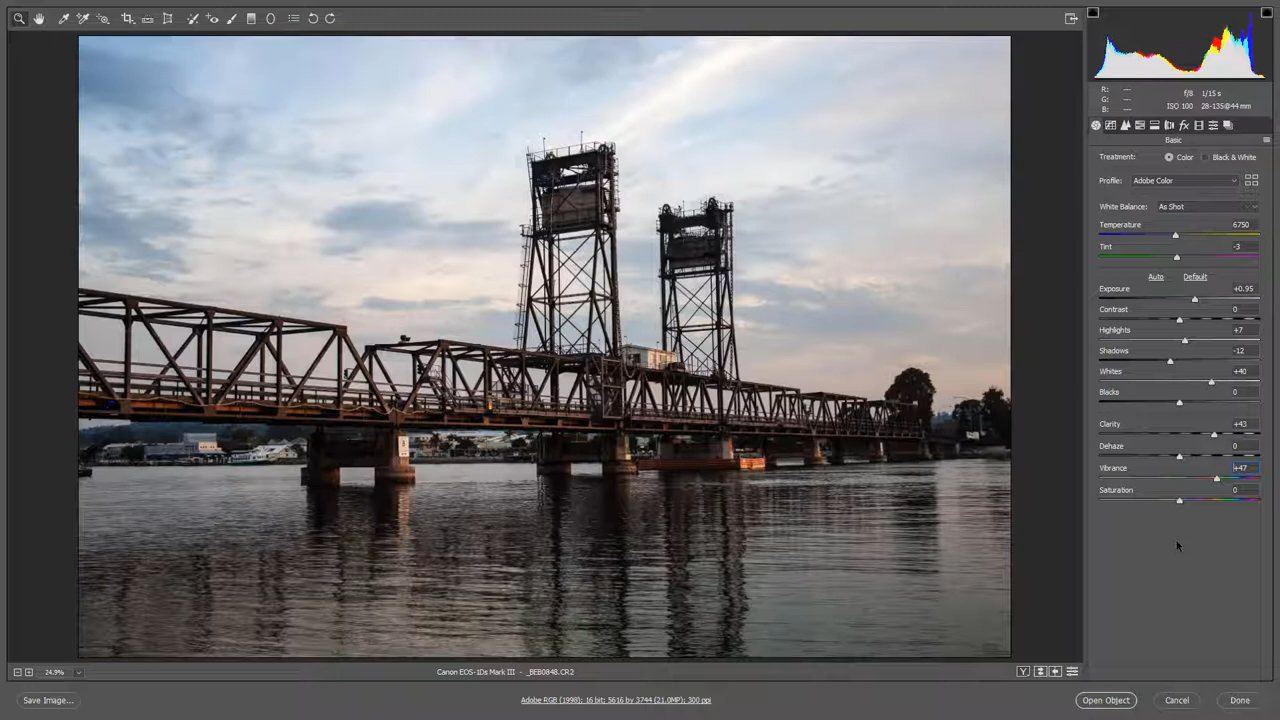 R: ---
G: ---
B: ---
f/8 1/15 s
ISO 100 28-135@44 mm
fx
Basic
Treatment: Color Black & White
Profile: Adobe Color
White Balance: As Shot
Temperature 6750
Tint -3
Auto Default
Exposure +0.95
Contrast 0
Highlights +7
Shadows -12
Whites +40
Blacks 0
Clarity +43
Dehaze 0
Vibrance +47
Saturation 0
24.9%
Canon EOS-1Ds Mark III - _BEB0848.CR2
Y
Save Image...
Adobe RGB (1998); 16 bit; 5616 by 3744 (21.0MP); 300 ppi
Open Object
Cancel
Done